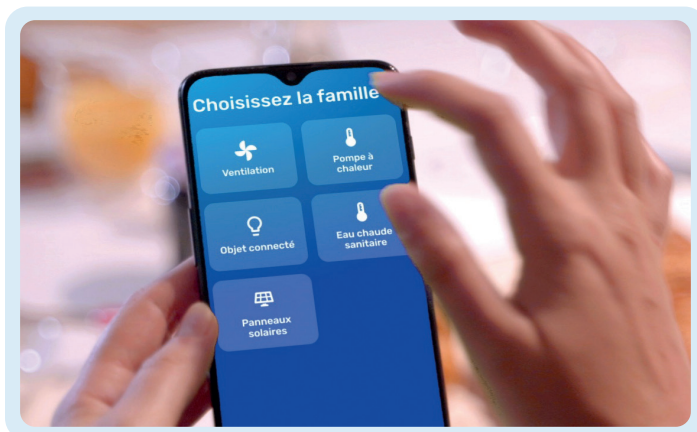 Choisissez la famille
Ventilation
Pompe à
chaleur
Objet connecté
Eau chaude
sanitaire
Panneaux
solaires